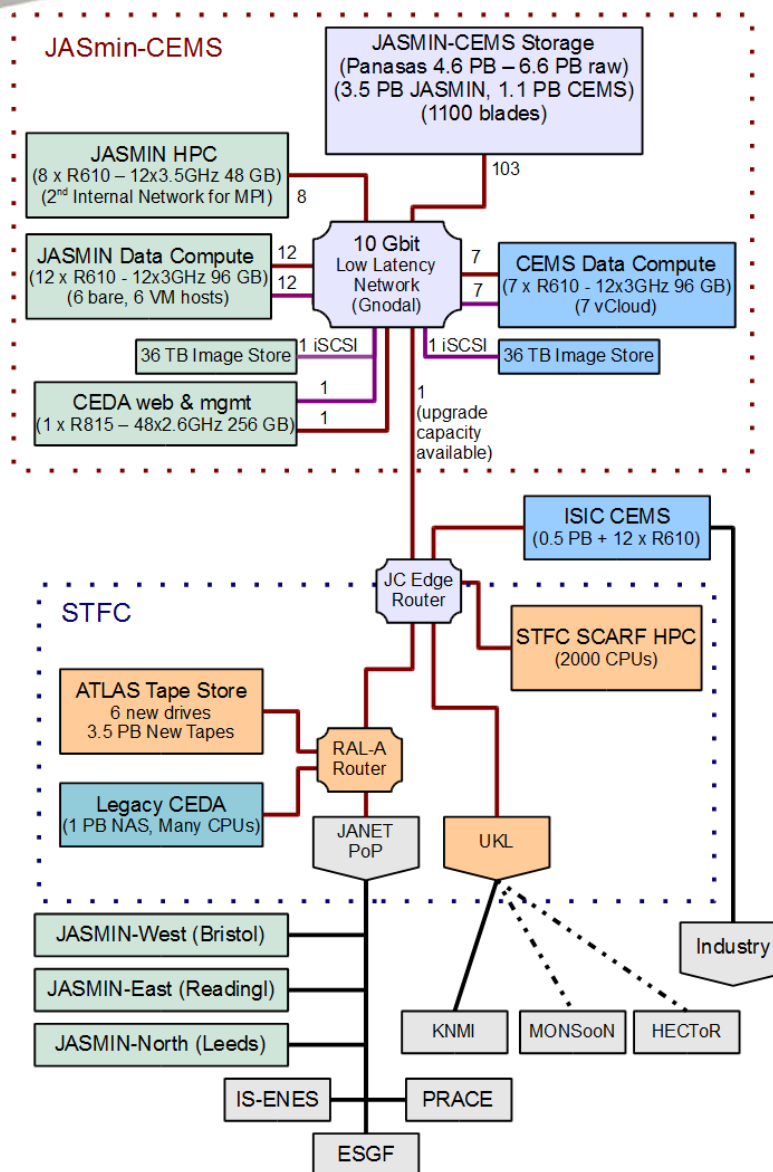 JASmin-CEMS
JASMIN-CEMS Storage
(Panasas 4.6 PB – 6.6 PB raw)
(3.5 PB JASMIN, 1.1 PB CEMS)
(1100 blades)
JASMIN HPC
(8 x R610 – 12x3.5GHz 48 GB)
(2nd Internal Network for MPI)
8
103
10 Gbit
Low Latency
Network
(Gnodal)
JASMIN Data Compute
(12 x R610 - 12x3GHz 96 GB)
(6 bare, 6 VM hosts)
12
12
7
7
CEMS Data Compute
(7 x R610 - 12x3GHz 96 GB)
(7 vCloud)
36 TB Image Store
1 iSCSI
1 iSCSI
36 TB Image Store
CEDA web & mgmt
(1 x R815 – 48x2.6GHz 256 GB)
1
1
1
(upgrade
capacity
available)
ISIC CEMS
(0.5 PB + 12 x R610)
JC Edge
Router
STFC
STFC SCARF HPC
(2000 CPUs)
ATLAS Tape Store
6 new drives
3.5 PB New Tapes
RAL-A
Router
Legacy CEDA
(1 PB NAS, Many CPUs)
JANET
PoP
UKL
JASMIN-West (Bristol)
JASMIN-East (Readingl)
JASMIN-North (Leeds)
Industry
KNMI
MONSooN
HECToR
IS-ENES
PRACE
ESGF